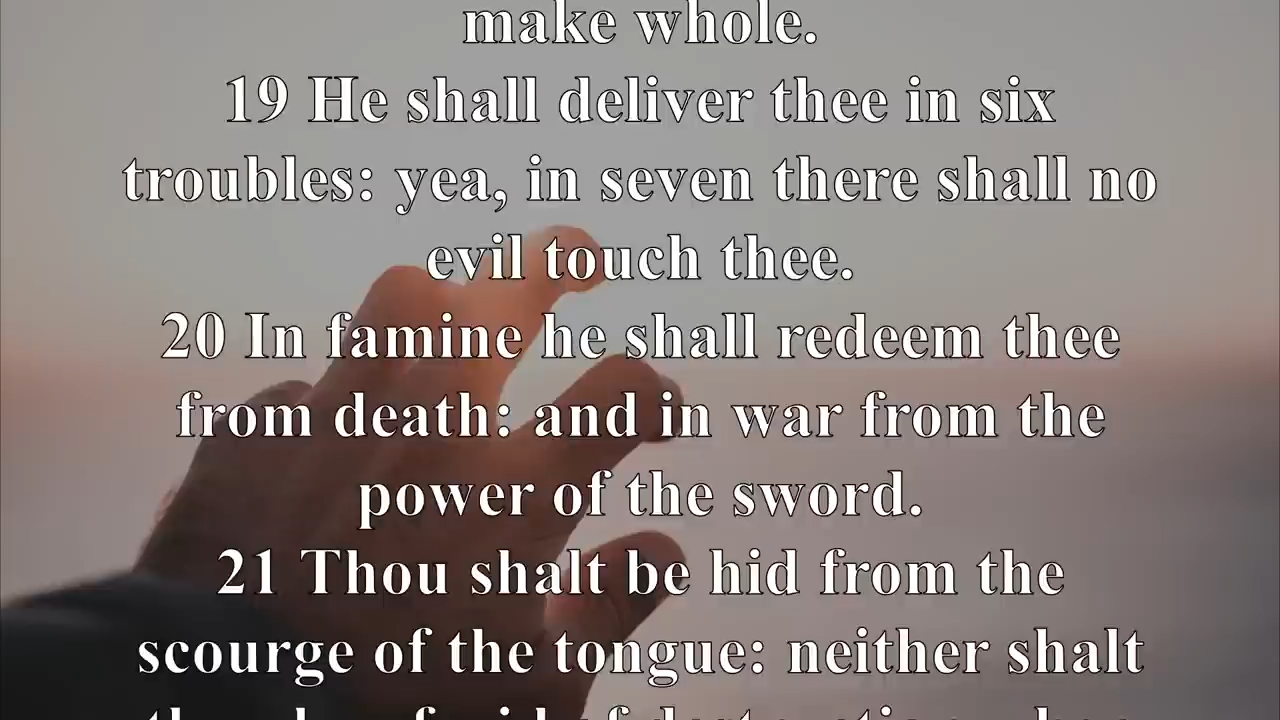 make whole.
19 He shall deliver thee in six
troubles: yea, in seven there shall no
evil touch thee.
20 In famine he shall redeem thee
from death: and in war from the
power of the sword.
21 Thou shalt be hid from the
scourge of the tongue: neither shalt